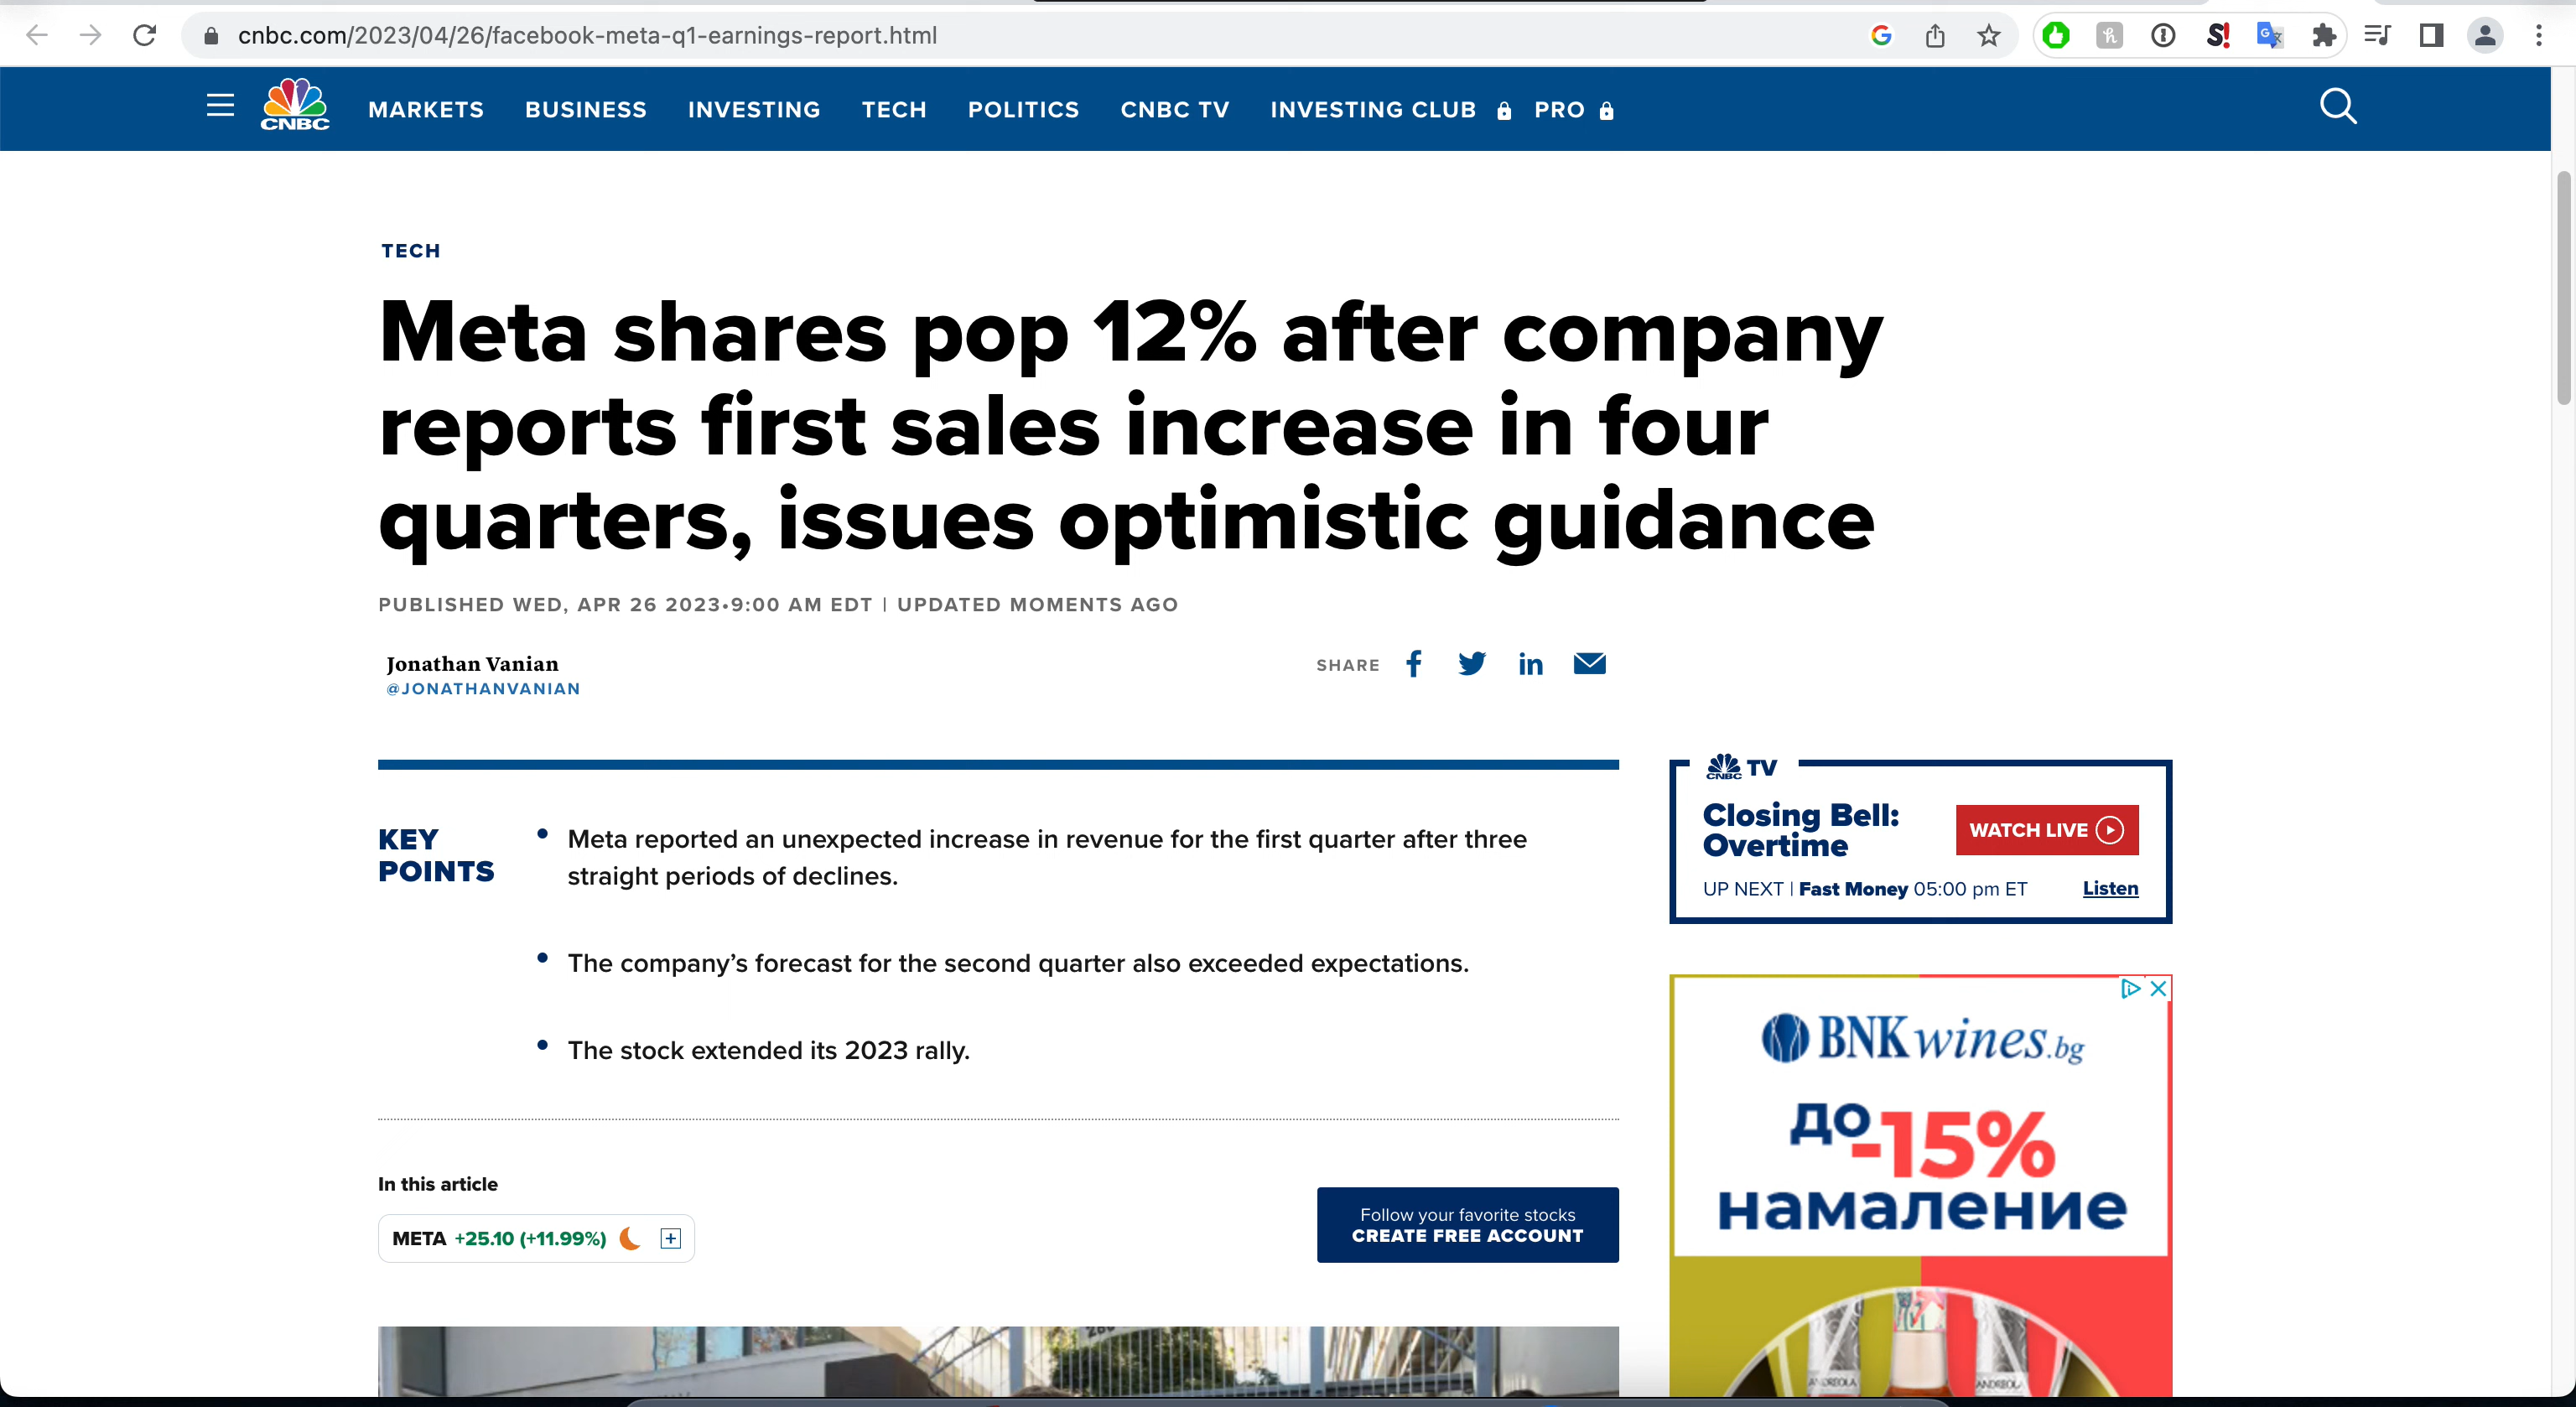 cnbc.com/2023/04/26/facebook-meta-q1-earnings-report.html
CNBC
MARKETS BUSINESS INVESTING TECH POLITICS CNBC TV INVESTING CLUB PRO
TECH
Meta shares pop 12% after company
reports first sales increase in four
quarters, issues optimistic guidance
PUBLISHED WED, APR 26 2023•9:00 AM EDT | UPDATED MOMENTS AGO
Jonathan Vanian
@JONATHANVANIAN
SHARE
KEY
POINTS
• Meta reported an unexpected increase in revenue for the first quarter after three
straight periods of declines.
• The company’s forecast for the second quarter also exceeded expectations.
• The stock extended its 2023 rally.
In this article
META +25.10 (+11.99%)
Follow your favorite stocks
CREATE FREE ACCOUNT
CNBC TV
Closing Bell:
Overtime
WATCH LIVE
UP NEXT | Fast Money 05:00 pm ET
Listen
BNK wines.bg
до -15%
намаление
ANDREOLA